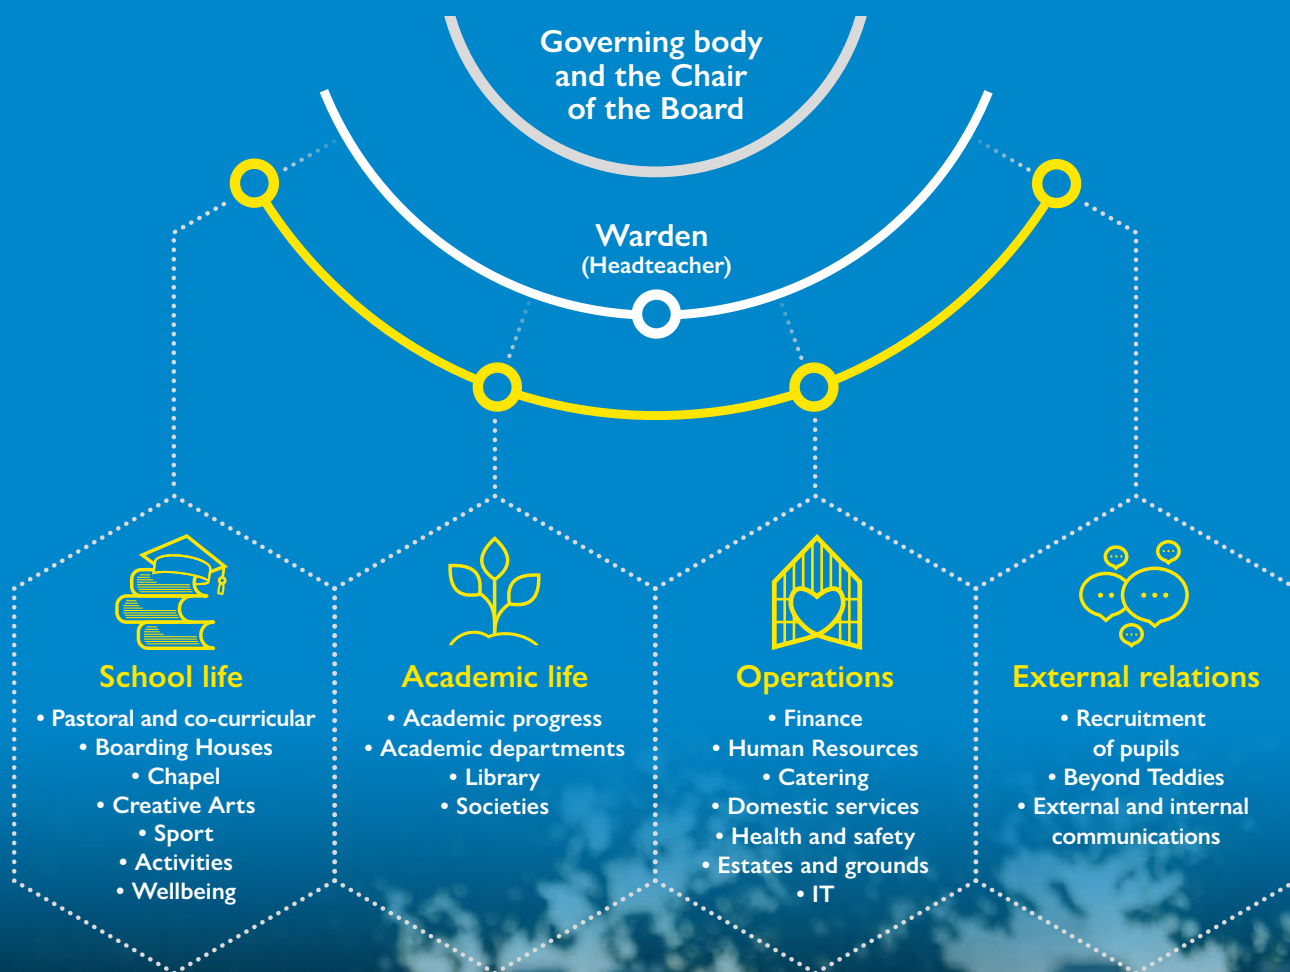 Governing body
and the Chair
of the Board
Warden
(Headteacher)
School life
• Pastoral and co-curricular
• Boarding Houses
• Chapel
• Creative Arts
• Sport
• Activities
• Wellbeing
Academic life
• Academic progress
• Academic departments
• Library
• Societies
Operations
• Finance
• Human Resources
• Catering
• Domestic services
• Health and safety
• Estates and grounds
• IT
External relations
• Recruitment
of pupils
• Beyond Teddies
• External and internal
communications